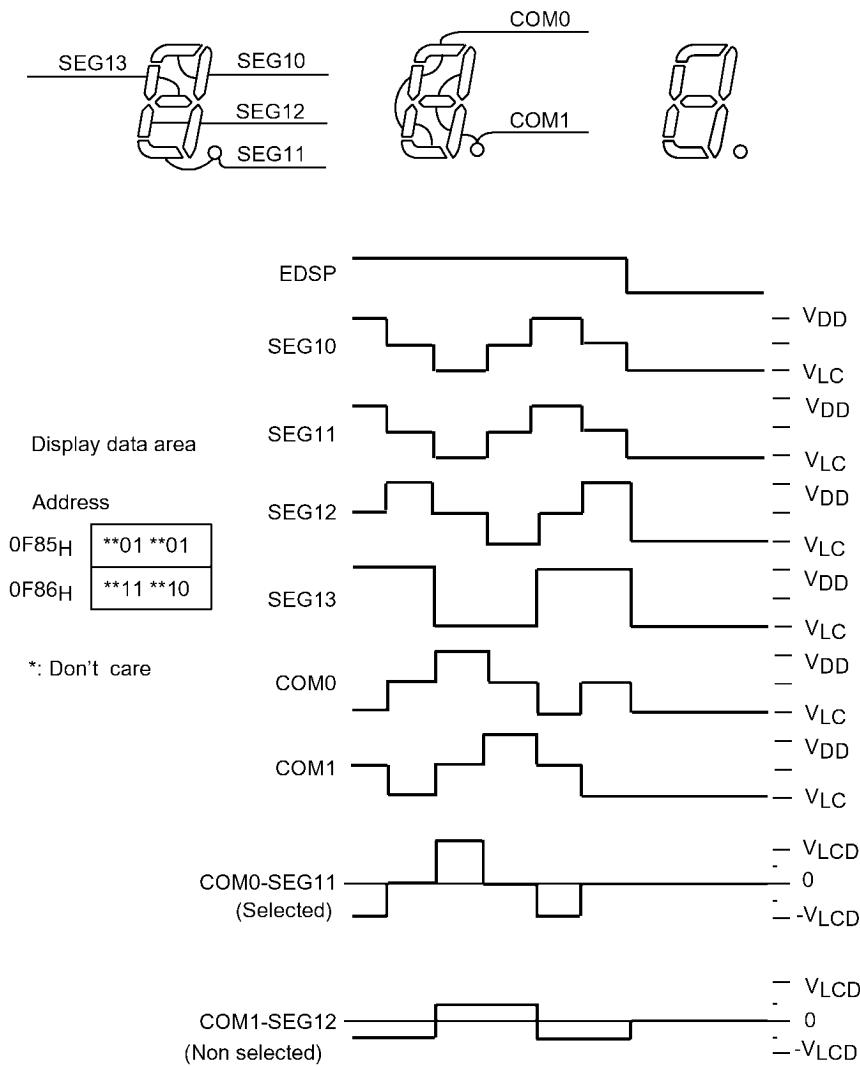 COM0
SEG13
SEG10
SEG12
COM1
SEG11
EDSP
VDD
SEG10
VLC
VDD
SEG11
Display data area
VLC
VDD
Address
SEG12
0F85H **01 **01
VLC
VDD
0F86H **11 **10
SEG13
VLC
VDD
*: Don't care
COM0
VLC
VDD
COM1
VLC
VLCD
COM0-SEG11
0
(Selected)
-VLCD
VLCD
COM1-SEG12
0
(Non selected)
-VLCD